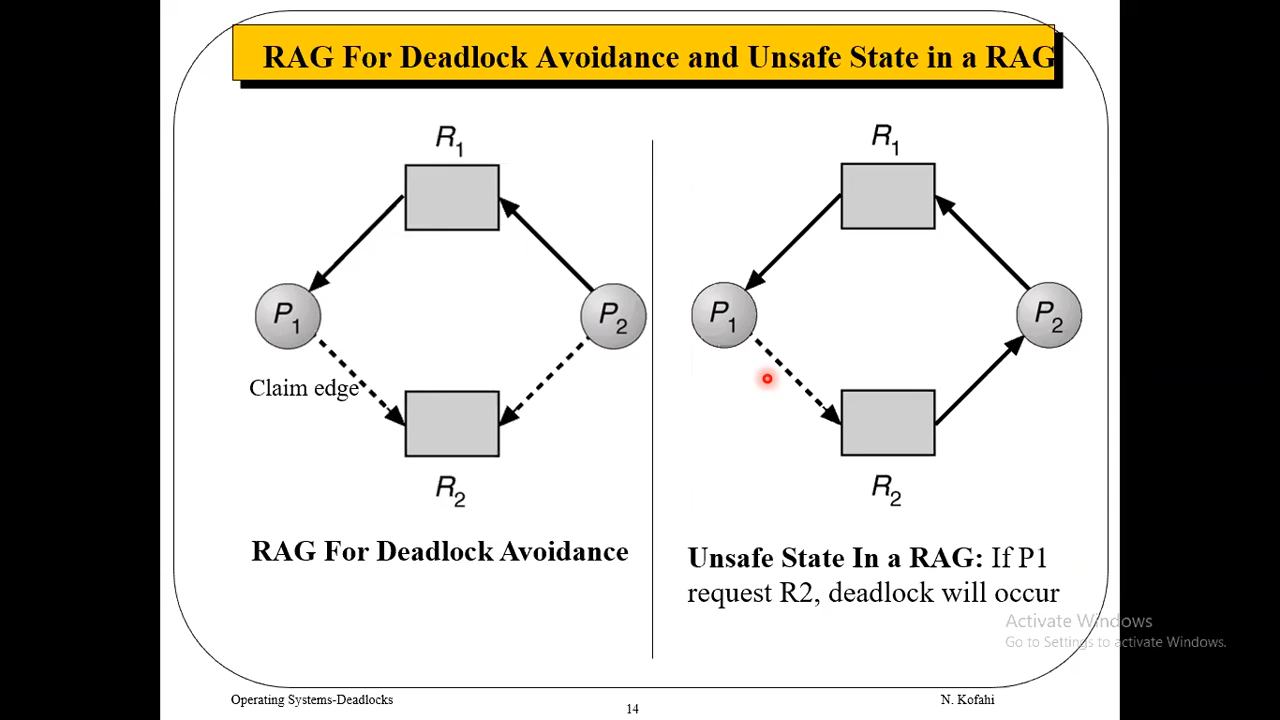 RAG For Deadlock Avoidance and Unsafe State in a RAG
R1
P1
P2
Claim edge
R2
RAG For Deadlock Avoidance
R1
P1
P2
R2
Unsafe State In a RAG: If P1
request R2, deadlock will occur
Activate Windows
Go to Settings to activate Windows.
Operating Systems-Deadlocks
14
N. Kofahi